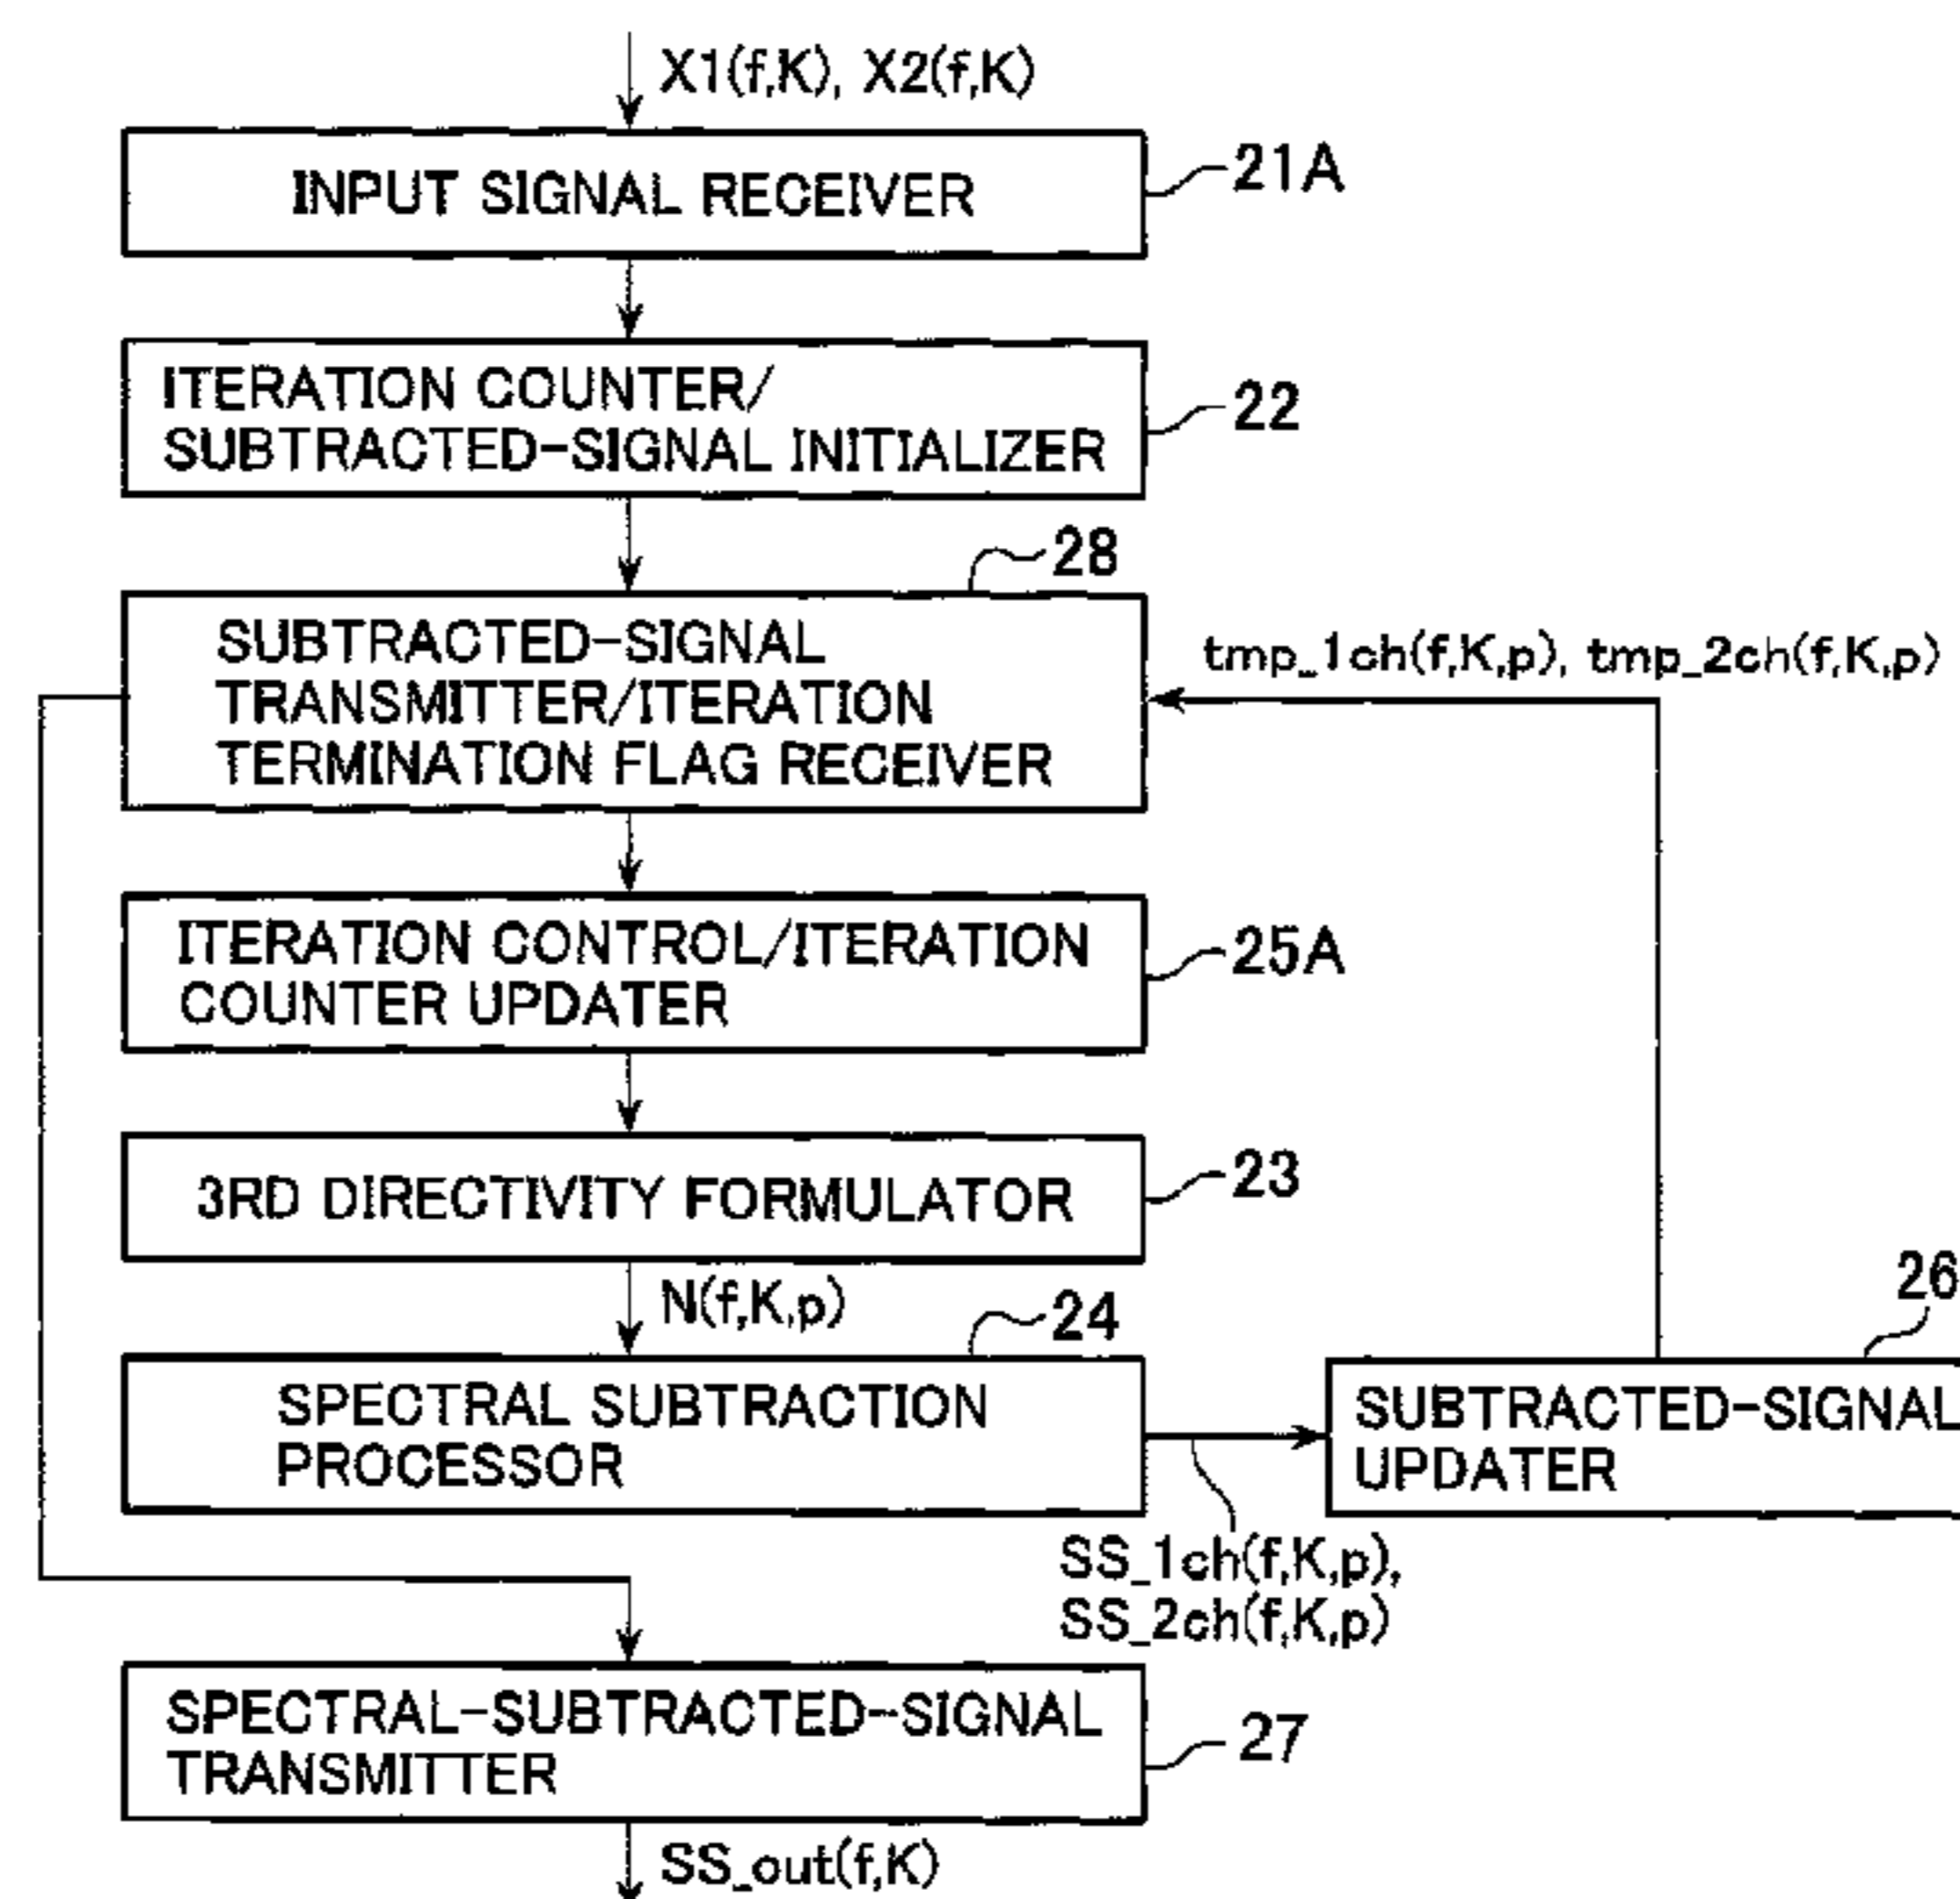 X1(f,K), X2(f,K)
INPUT SIGNAL RECEIVER
21A
ITERATION COUNTER/
SUBTRACTED-SIGNAL INITIALIZER
22
28
SUBTRACTED-SIGNAL
TRANSMITTER/ITERATION
TERMINATION FLAG RECEIVER
tmp_1ch(f,K,p), tmp_2ch(f,K,p)
ITERATION CONTROL/ITERATION
COUNTER UPDATER
25A
3RD DIRECTIVITY FORMULATOR
23
N(f,K,p)
24
SPECTRAL SUBTRACTION
PROCESSOR
26
SUBTRACTED-SIGNAL
UPDATER
SS_1ch(f,K,p),
SS_2ch(f,K,p)
SPECTRAL-SUBTRACTED-SIGNAL
TRANSMITTER
27
SS_out(f,K)